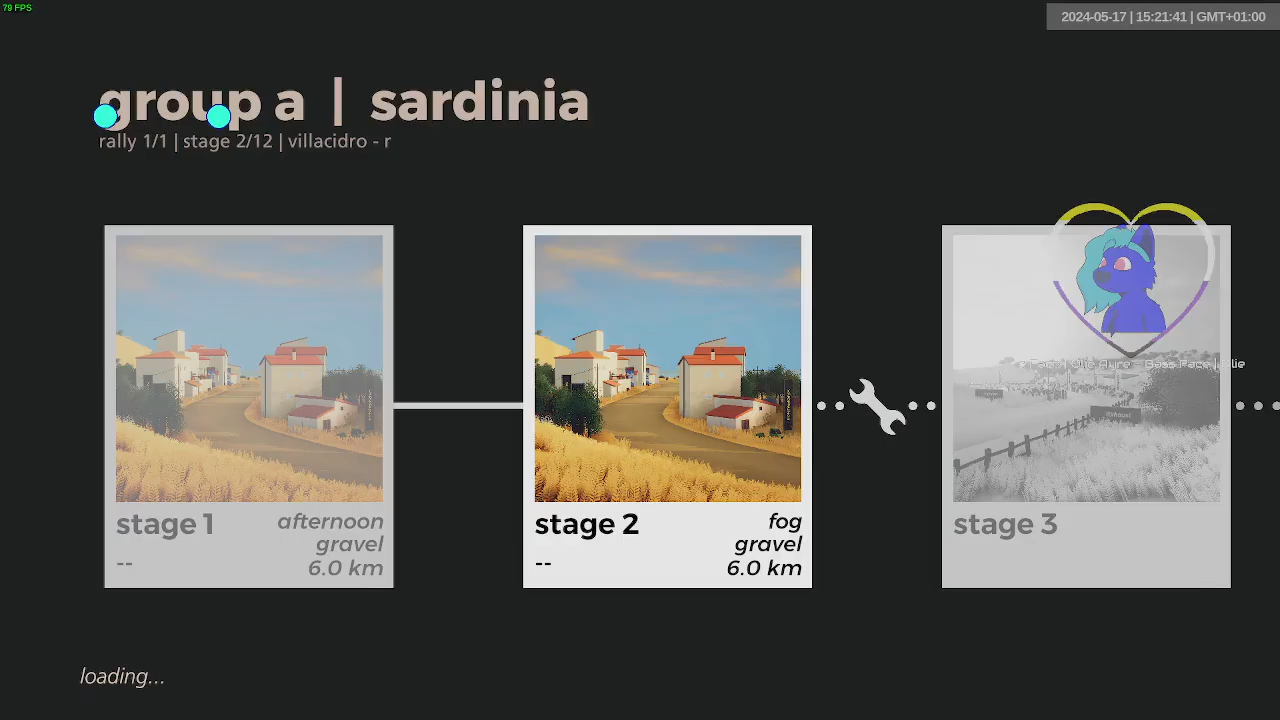 79 FPS
2024-05-17 | 15:21:41 | GMT+01:00
group a | sardinia
rally 1/1 | stage 2/12 | villacidro - r
stage 1
afternoon
gravel
--
6.0 km
stage 2
fog
gravel
--
6.0 km
stage 3
loading...